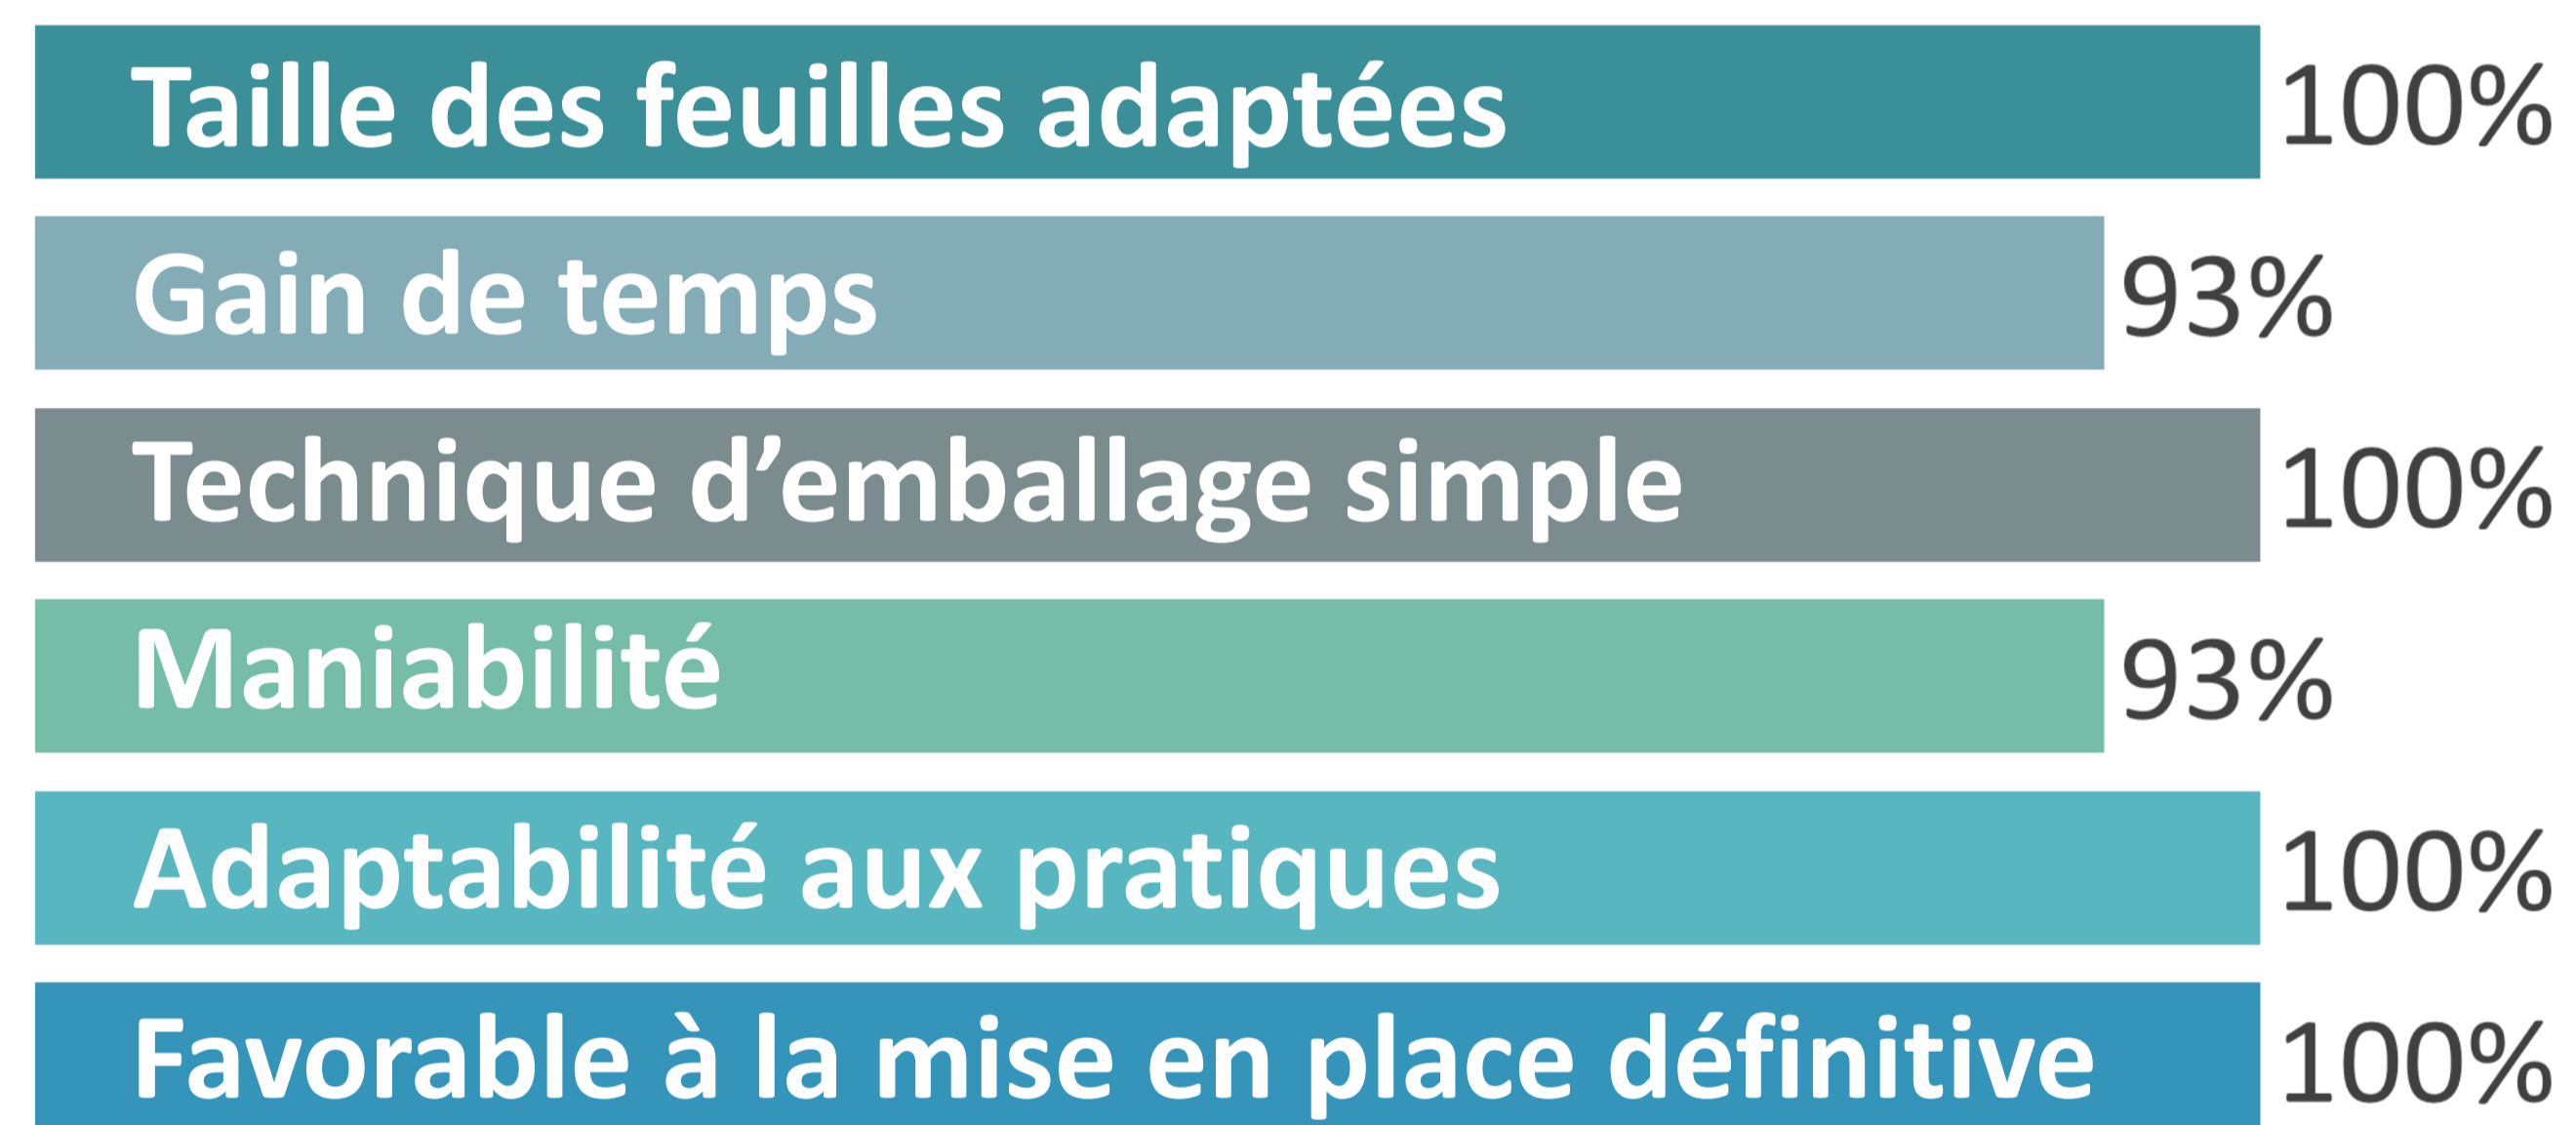 Taille des feuilles adaptées 100%
Gain de temps 93%
Technique d’emballage simple 100%
Maniabilité 93%
Adaptabilité aux pratiques 100%
Favorable à la mise en place définitive 100%